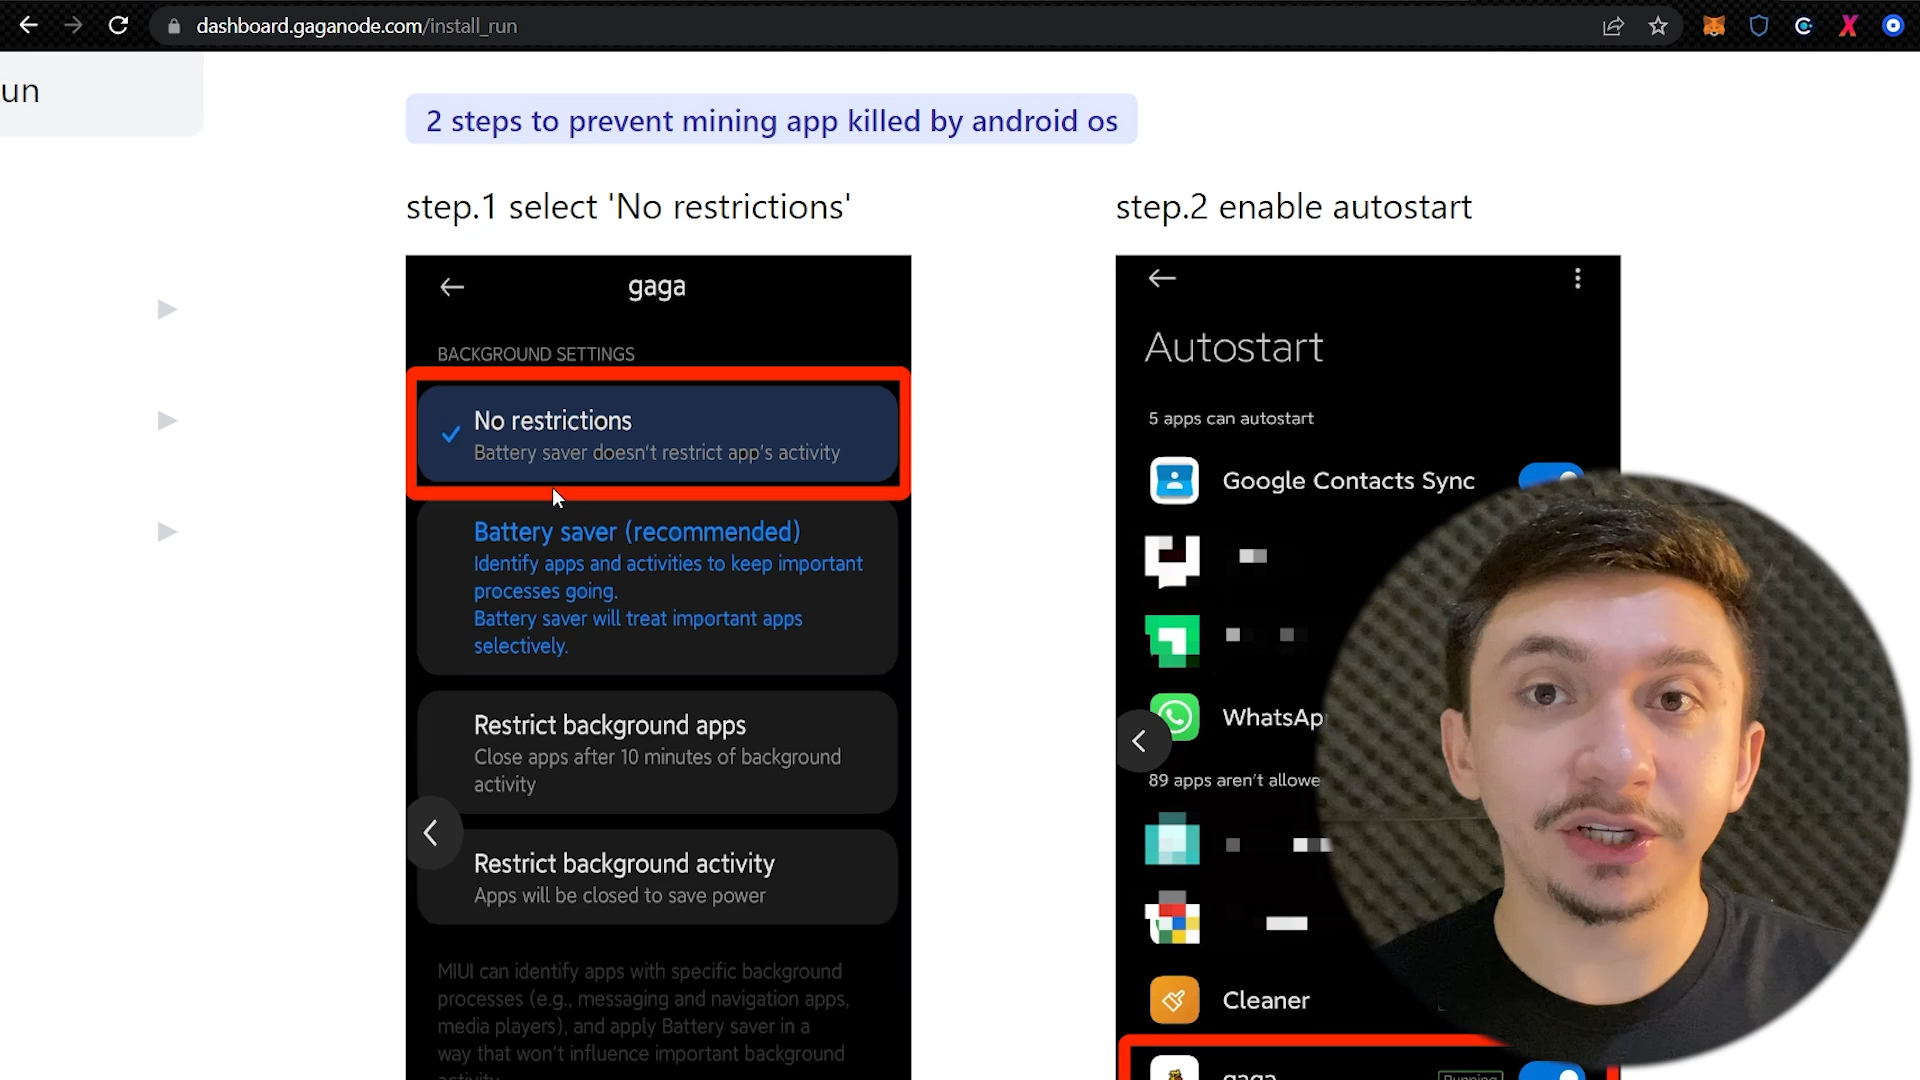 dashboard.gaganode.com/install_run
un
2 steps to prevent mining app killed by android os
step.1 select 'No restrictions'
gaga
BACKGROUND SETTINGS
No restrictions
Battery saver doesn't restrict app's activity
Battery saver (recommended)
Identify apps and activities to keep important
processes going.
Battery saver will treat important apps
selectively.
Restrict background apps
Close apps after 10 minutes of background
activity
Restrict background activity
Apps will be closed to save power
MIUI can identify apps with specific background
processes (e.g., messaging and navigation apps,
media players), and apply Battery saver in a
way that won't influence important background
activity.
step.2 enable autostart
Autostart
5 apps can autostart
Google Contacts Sync
WhatsApp
89 apps aren't allowe
Cleaner
gaga
Running